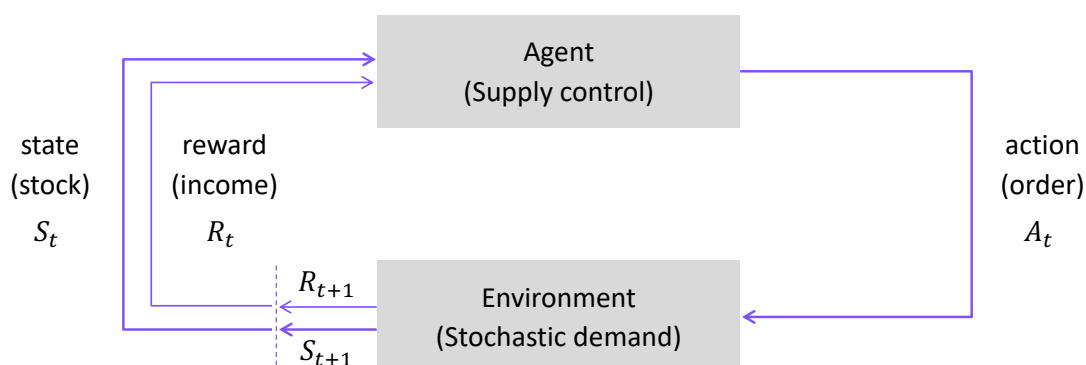 Agent
(Supply control)
state
(stock)
S_t
reward
(income)
R_t
action
(order)
A_t
R_{t+1}
Environment
(Stochastic demand)
S_{t+1}